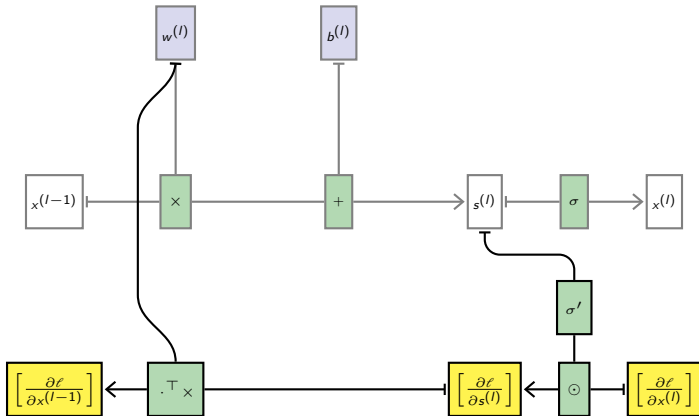 w^{(l)} b^{(l)}
x^{(l-1)} × + s^{(l)} σ x^{(l)}
σ′
[∂ℓ/∂x^{(l-1)}] ·^⊤ × [∂ℓ/∂s^{(l)}] ⊙ [∂ℓ/∂x^{(l)}]